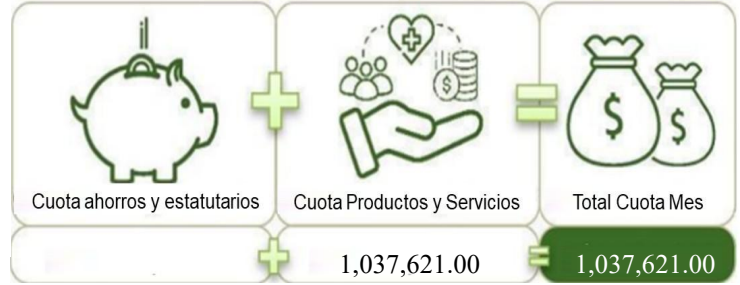 Cuota ahorros y estatutarios
Cuota Productos y Servicios
Total Cuota Mes
1,037,621.00
1,037,621.00